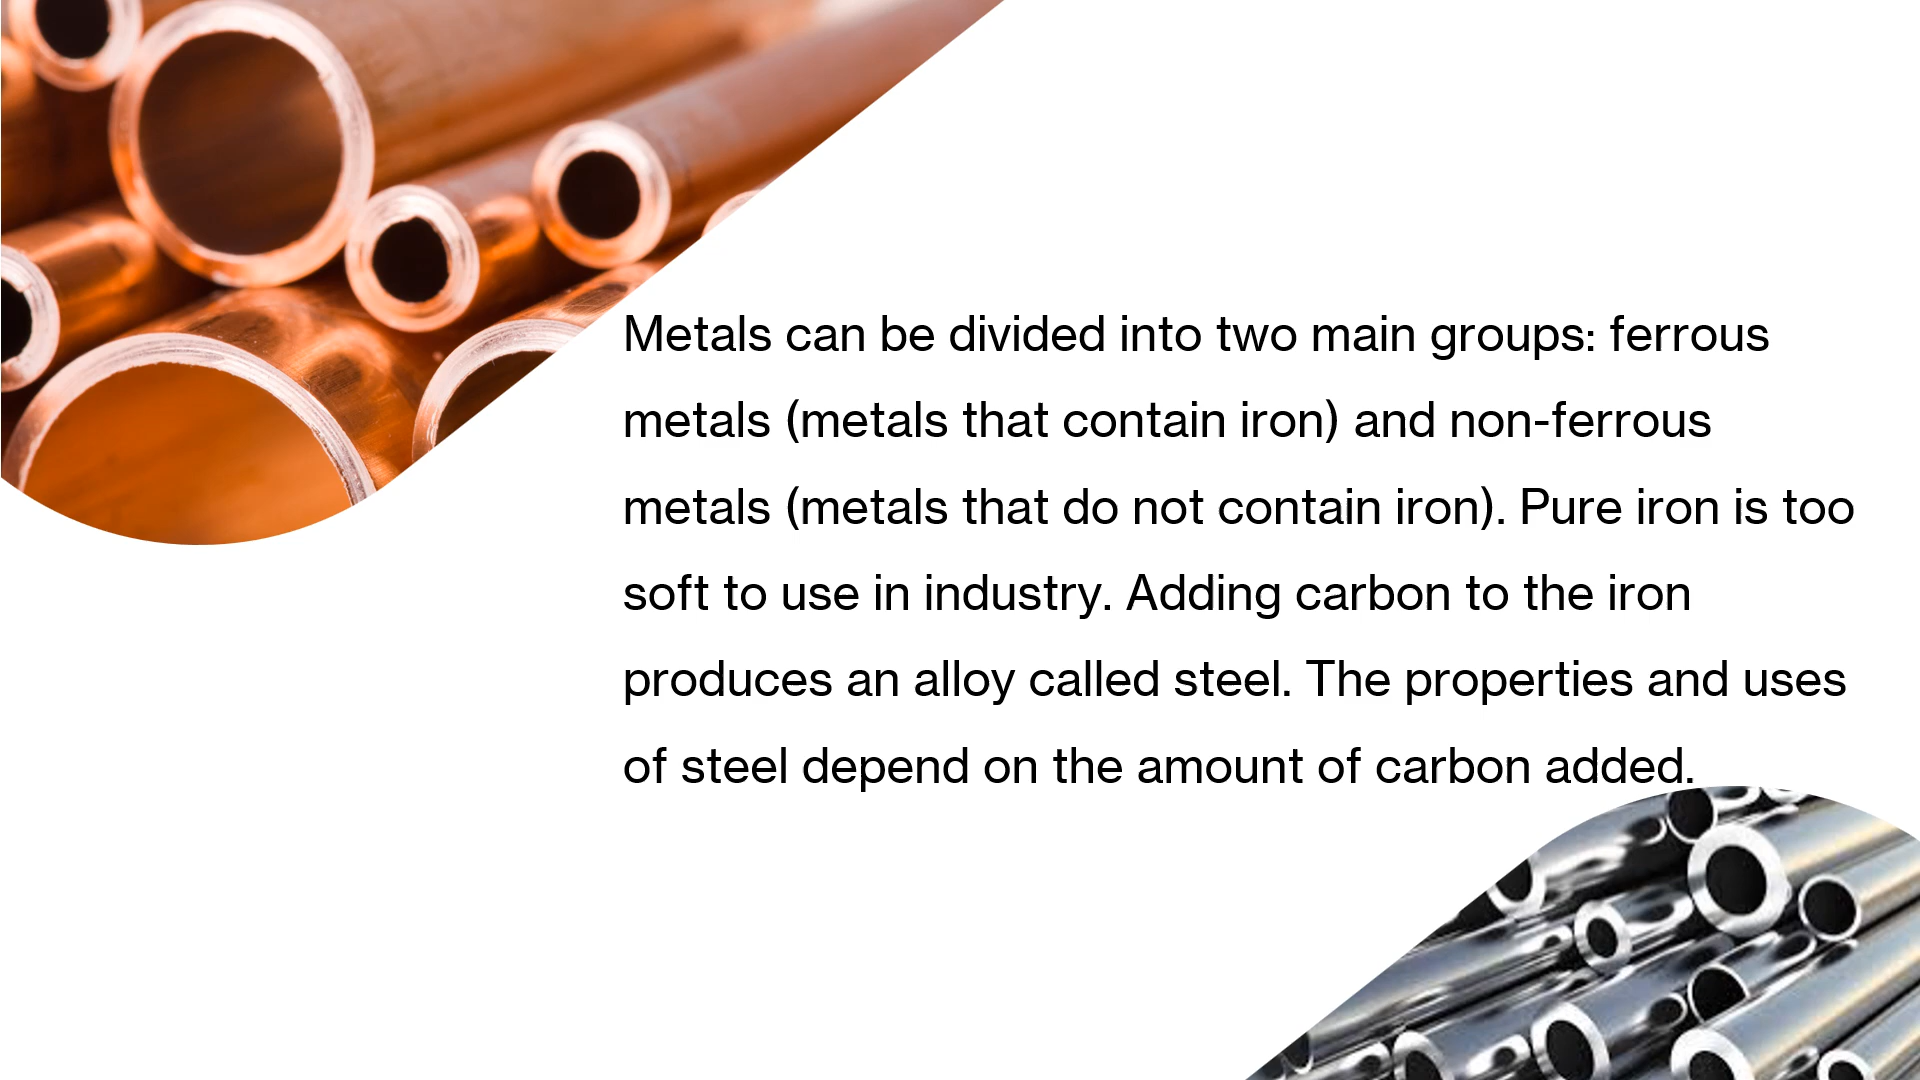 Metals can be divided into two main groups: ferrous
metals (metals that contain iron) and non-ferrous
metals (metals that do not contain iron). Pure iron is too
soft to use in industry. Adding carbon to the iron
produces an alloy called steel. The properties and uses
of steel depend on the amount of carbon added.